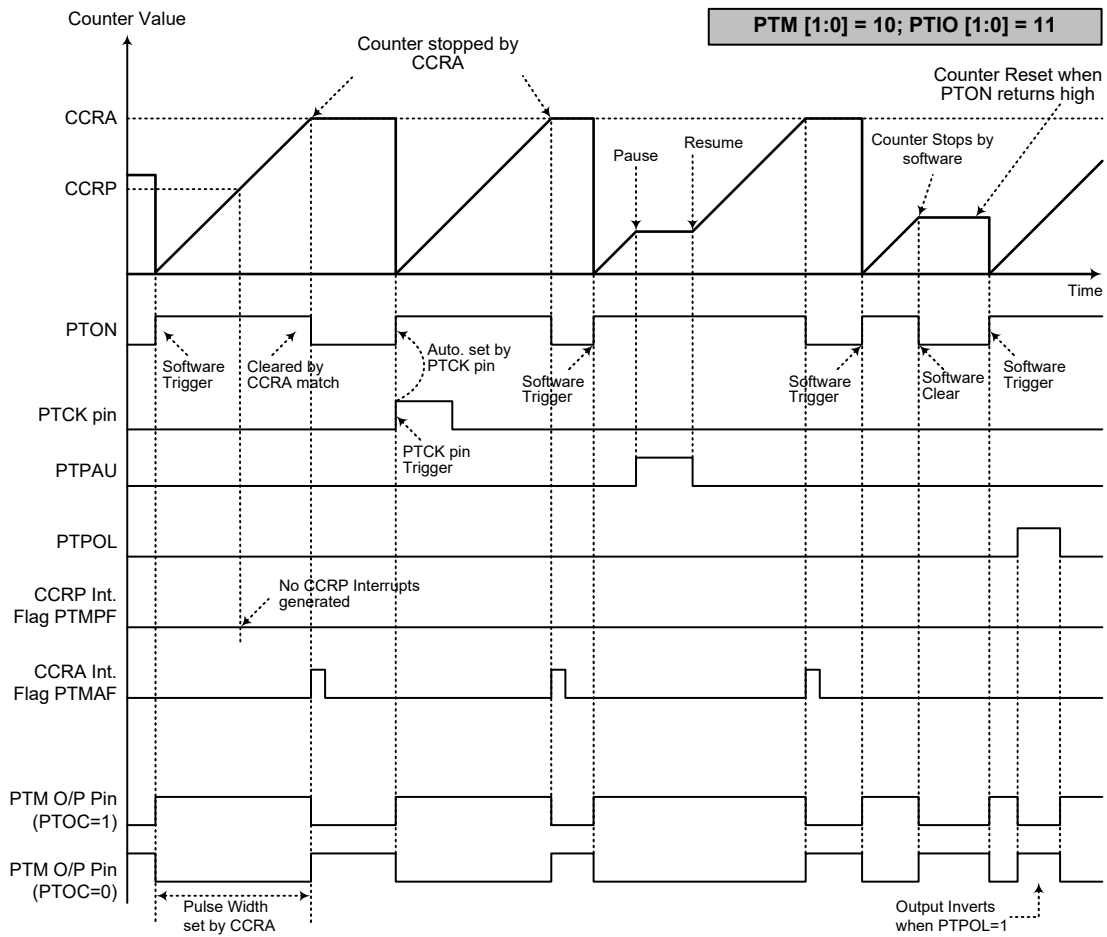 Counter Value
PTM [1:0] = 10; PTIO [1:0] = 11
Counter stopped by
CCRA
Counter Reset when
PTON returns high
CCRA
Pause
Resume
Counter Stops by
software
CCRP
Time
PTON
Software
Trigger
Cleared by
CCRA match
Auto. set by
PTCK pin
Software
Trigger
Software
Trigger
Software
Clear
Software
Trigger
PTCK pin
PTCK pin
Trigger
PTPAU
PTPOL
CCRP Int.
Flag PTMPF
No CCRP Interrupts
generated
CCRA Int.
Flag PTMAF
PTM O/P Pin
(PTOC=1)
PTM O/P Pin
(PTOC=0)
Pulse Width
set by CCRA
Output Inverts
when PTPOL=1